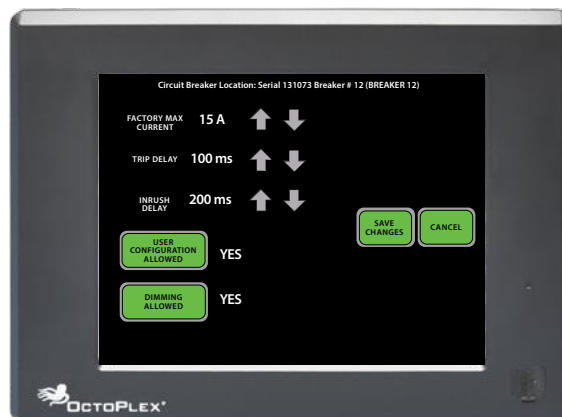 Circuit Breaker Location: Serial 131073 Breaker # 12 (BREAKER 12)
FACTORY MAX
CURRENT
15 A
TRIP DELAY
100 ms
INRUSH
DELAY
200 ms
SAVE
CHANGES
CANCEL
USER
CONFIGURATION
ALLOWED
YES
DIMMING
ALLOWED
YES
OCTOPLEX